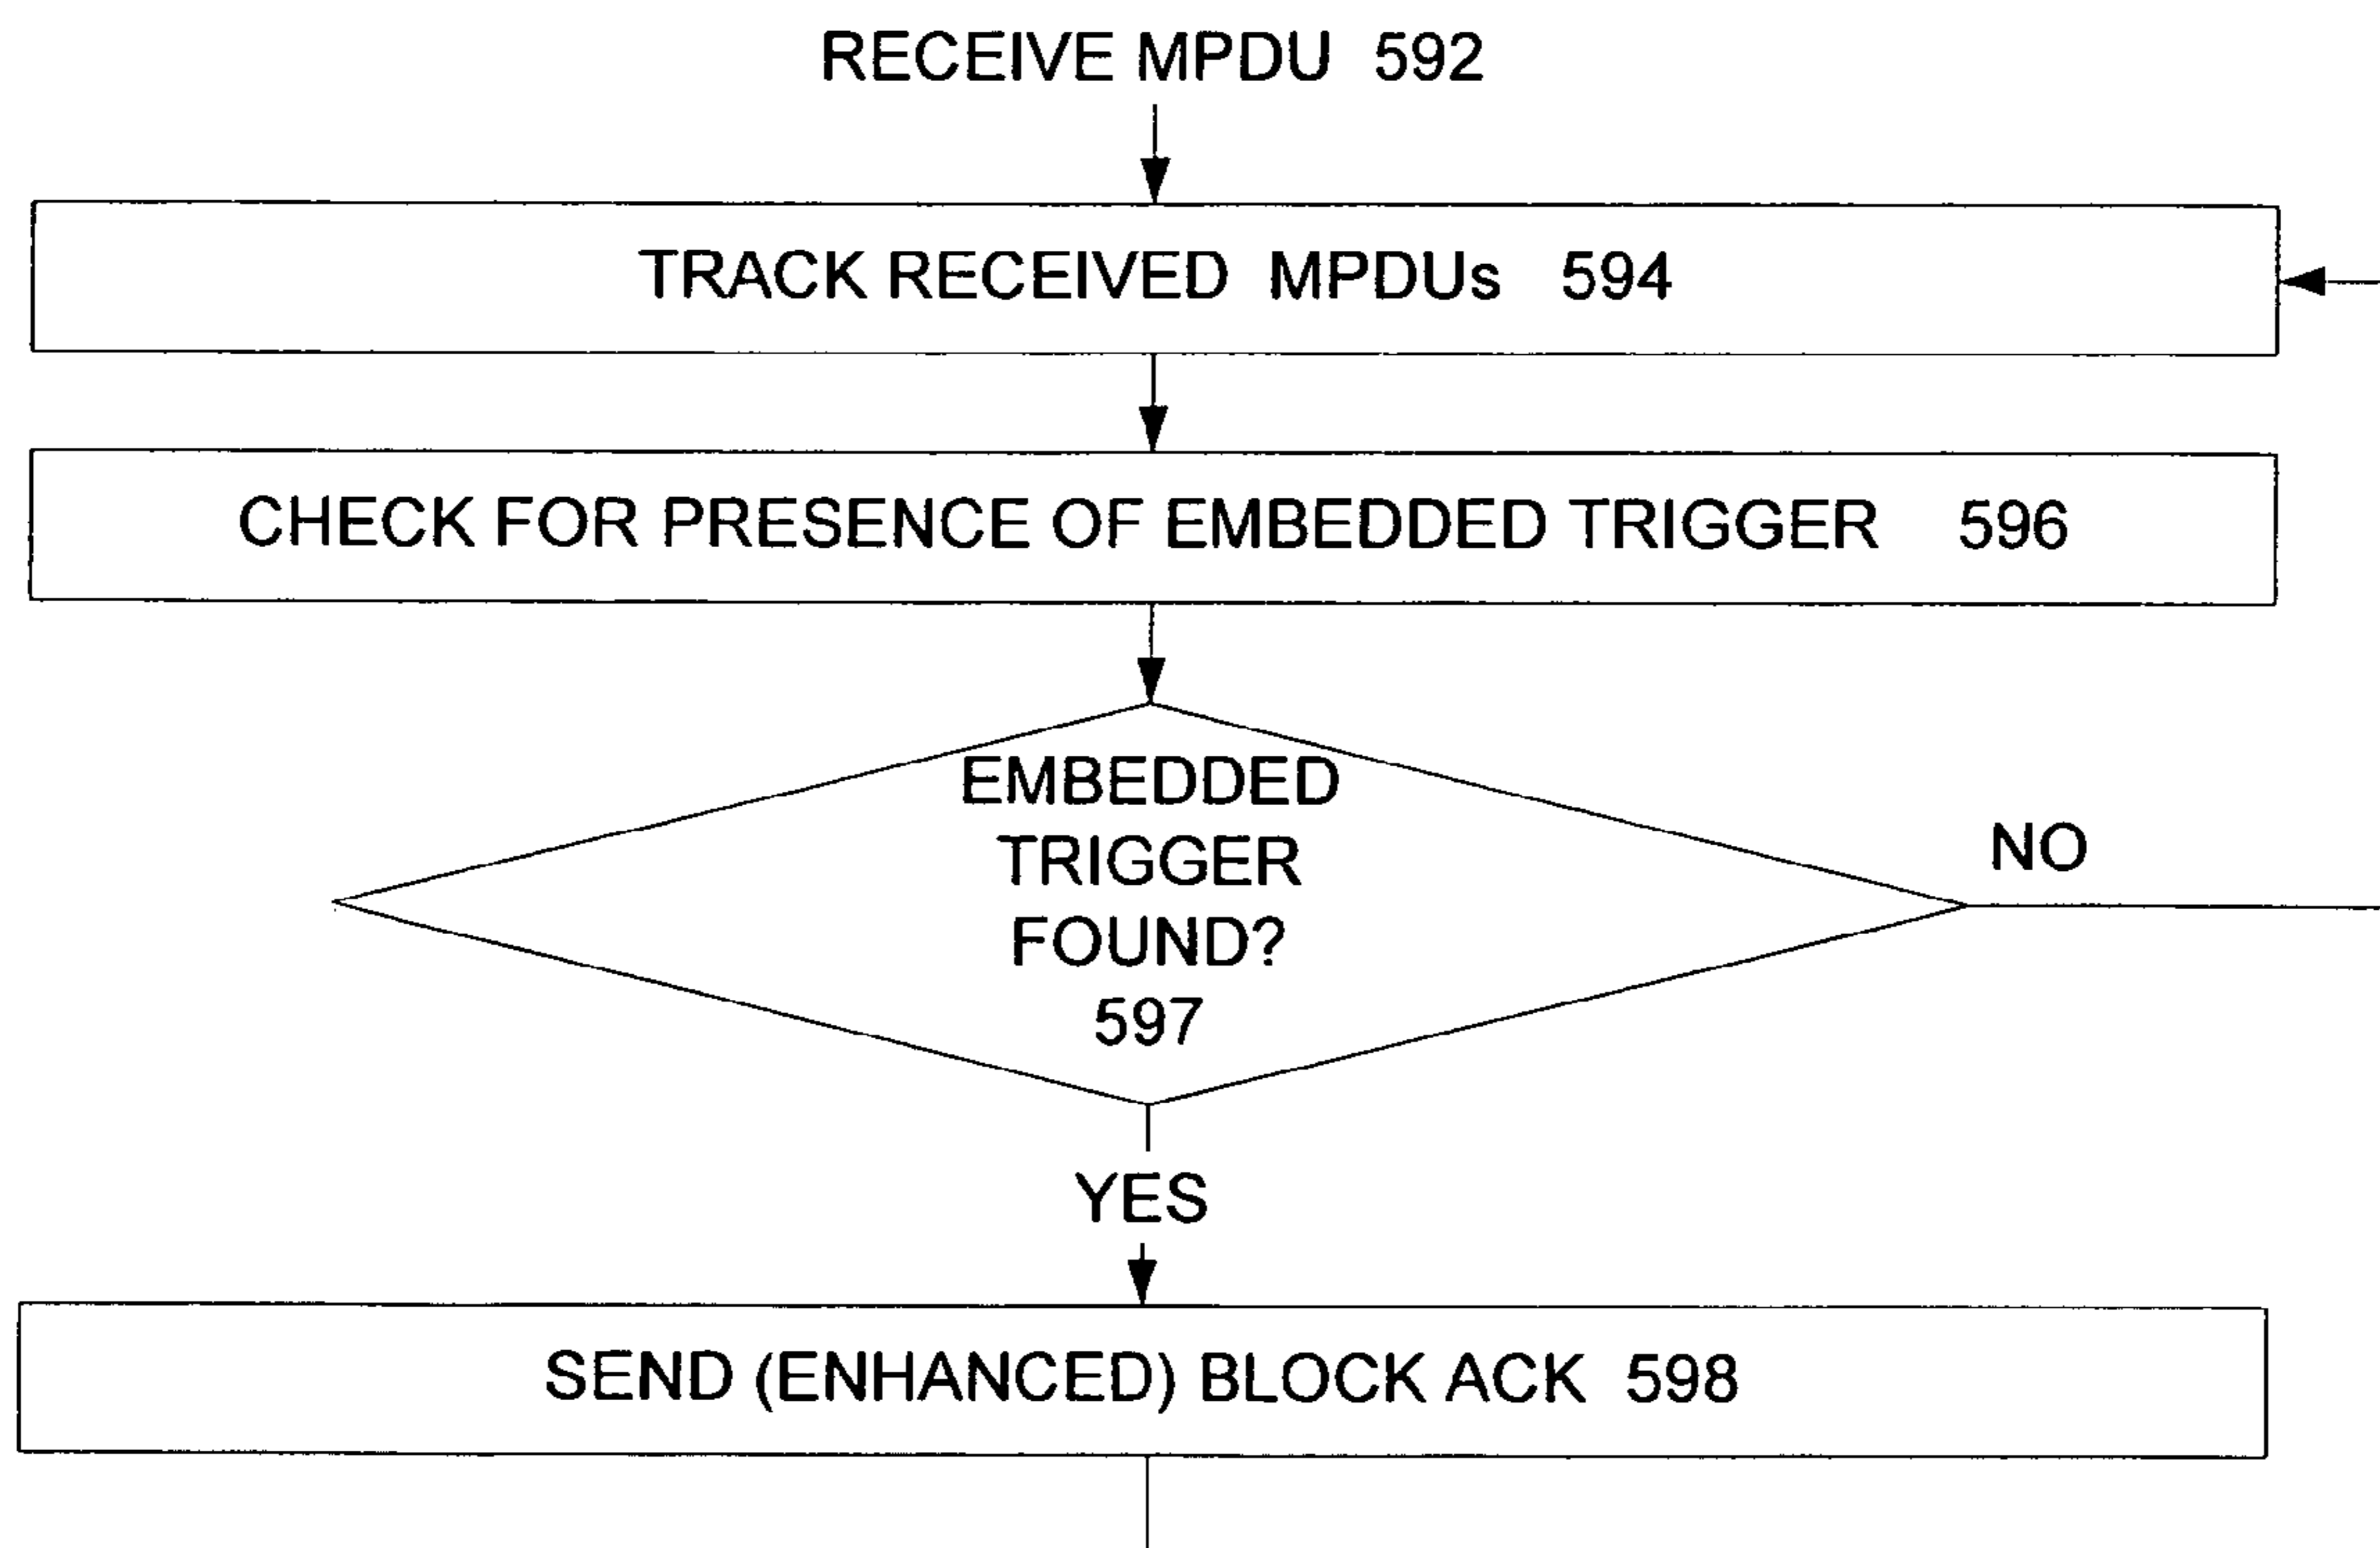 RECEIVE MPDU 592
TRACK RECEIVED MPDUs 594
CHECK FOR PRESENCE OF EMBEDDED TRIGGER 596
EMBEDDED
TRIGGER
FOUND?
597
NO
YES
SEND (ENHANCED) BLOCK ACK 598